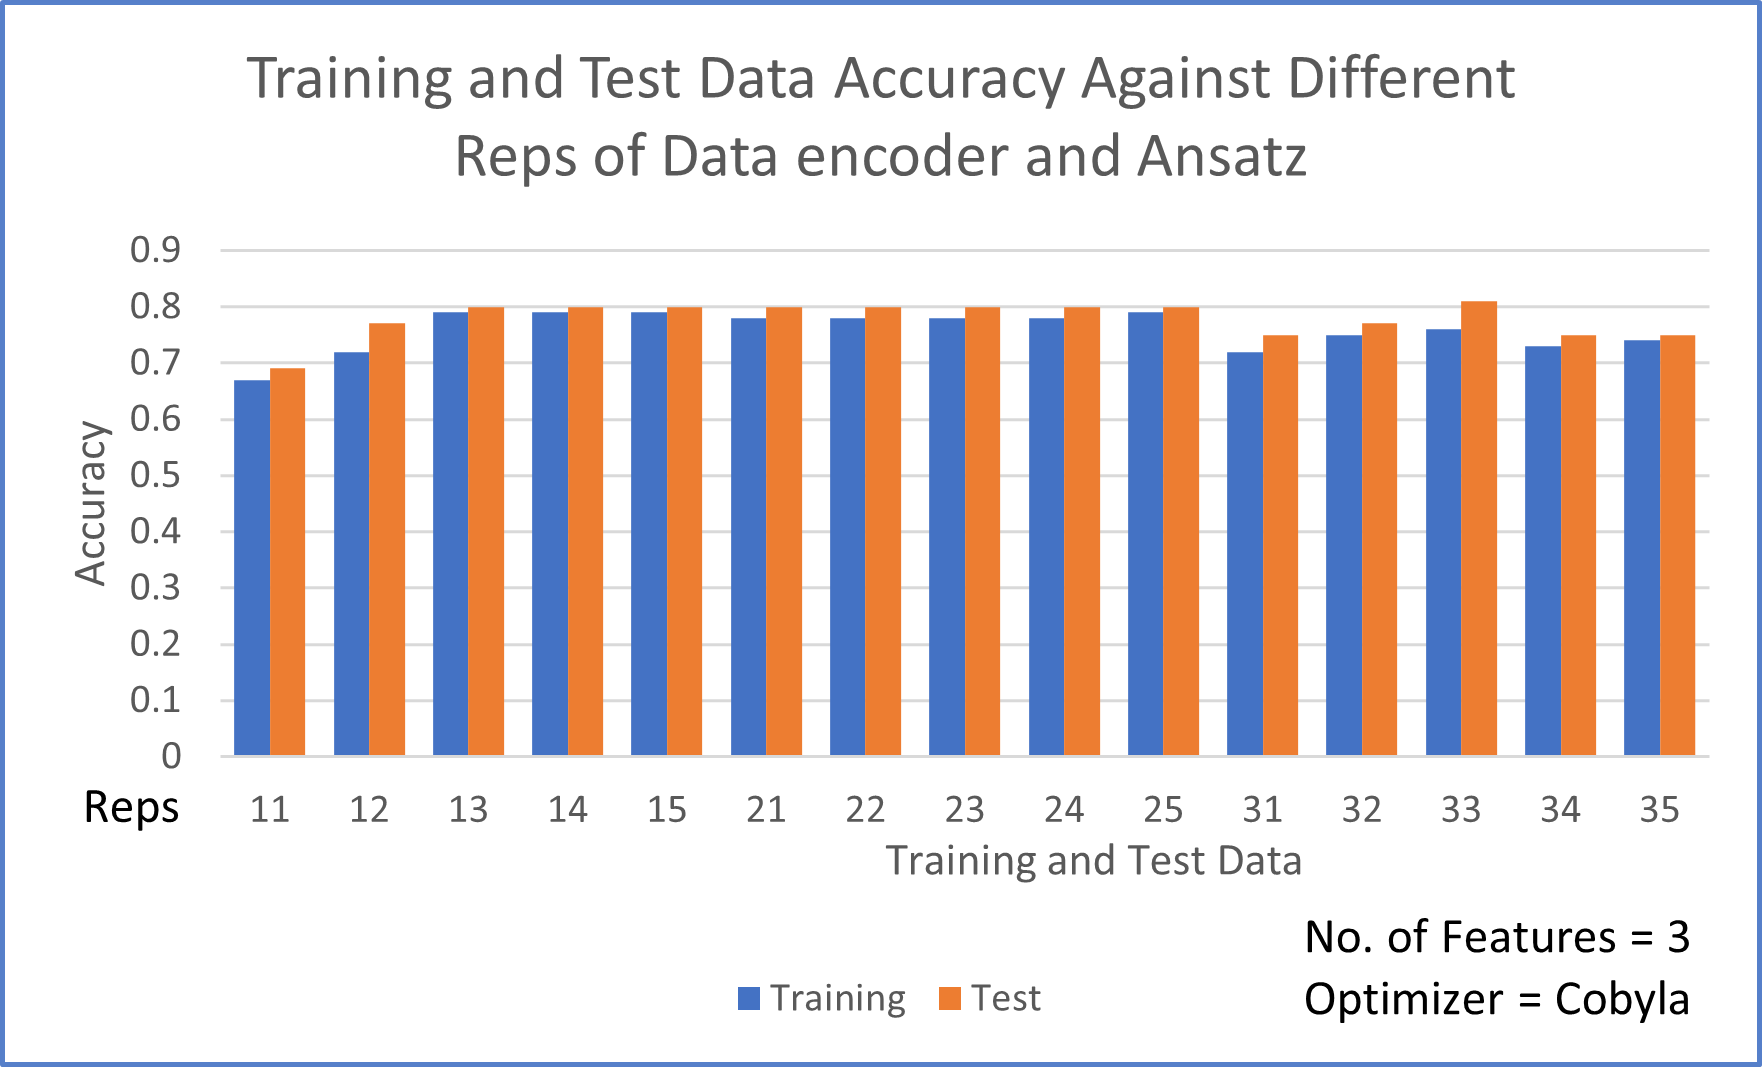 Training and Test Data Accuracy Against Different
Reps of Data encoder and Ansatz
0.9
0.8
0.7
0.6
0.5
0.4
0.3
0.2
0.1
0
Accuracy
Reps 11 12 13 14 15 21 22 23 24 25 31 32 33 34 35
Training and Test Data
No. of Features = 3
Training Test
Optimizer = Cobyla